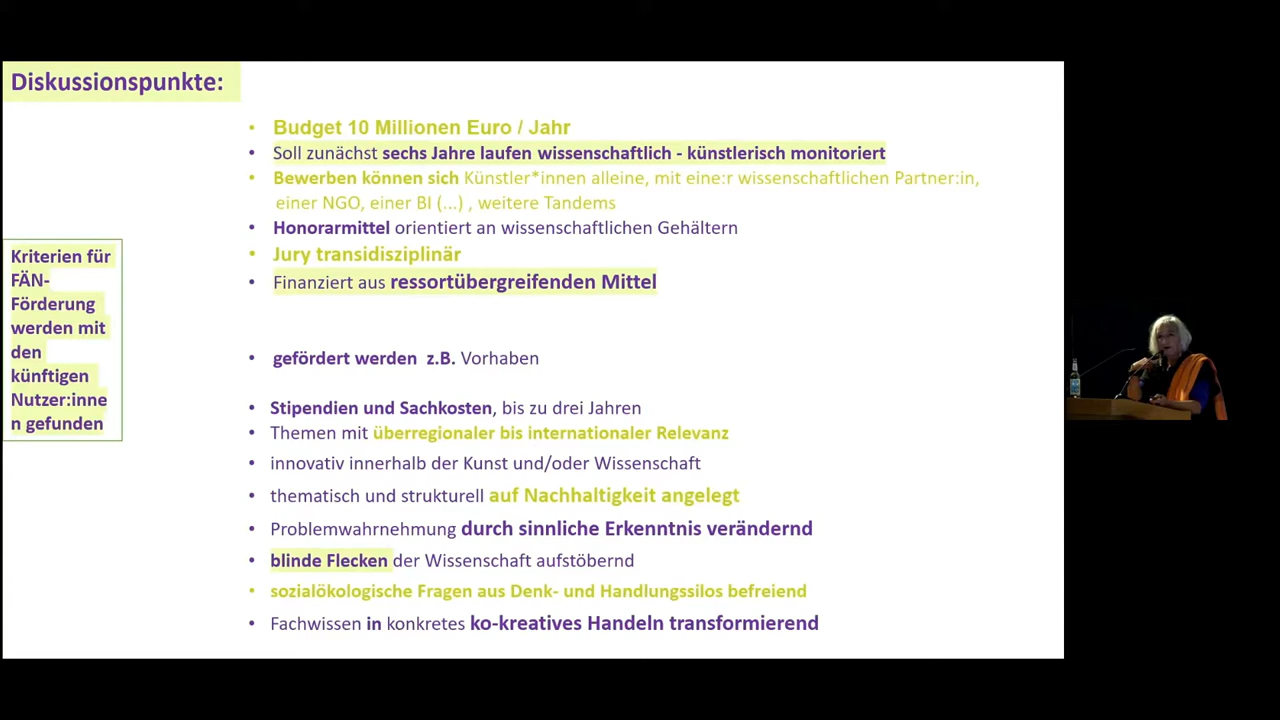 Diskussionspunkte:
• Budget 10 Millionen Euro / Jahr
• Soll zunächst sechs Jahre laufen wissenschaftlich - künstlerisch monitoriert
• Bewerben können sich Künstler*innen alleine, mit eine:r wissenschaftlichen Partner:in,
einer NGO, einer BI (...) , weitere Tandems
• Honorarmittel orientiert an wissenschaftlichen Gehältern
• Jury transidisziplinär
• Finanziert aus ressortübergreifenden Mittel
Kriterien für
FÄN-
Förderung
werden mit
den
künftigen
Nutzer:inne
n gefunden
• gefördert werden z.B. Vorhaben
• Stipendien und Sachkosten, bis zu drei Jahren
• Themen mit überregionaler bis internationaler Relevanz
• innovativ innerhalb der Kunst und/oder Wissenschaft
• thematisch und strukturell auf Nachhaltigkeit angelegt
• Problemwahrnehmung durch sinnliche Erkenntnis verändernd
• blinde Flecken der Wissenschaft aufstöbernd
• sozialökologische Fragen aus Denk- und Handlungssilos befreiend
• Fachwissen in konkretes ko-kreatives Handeln transformierend